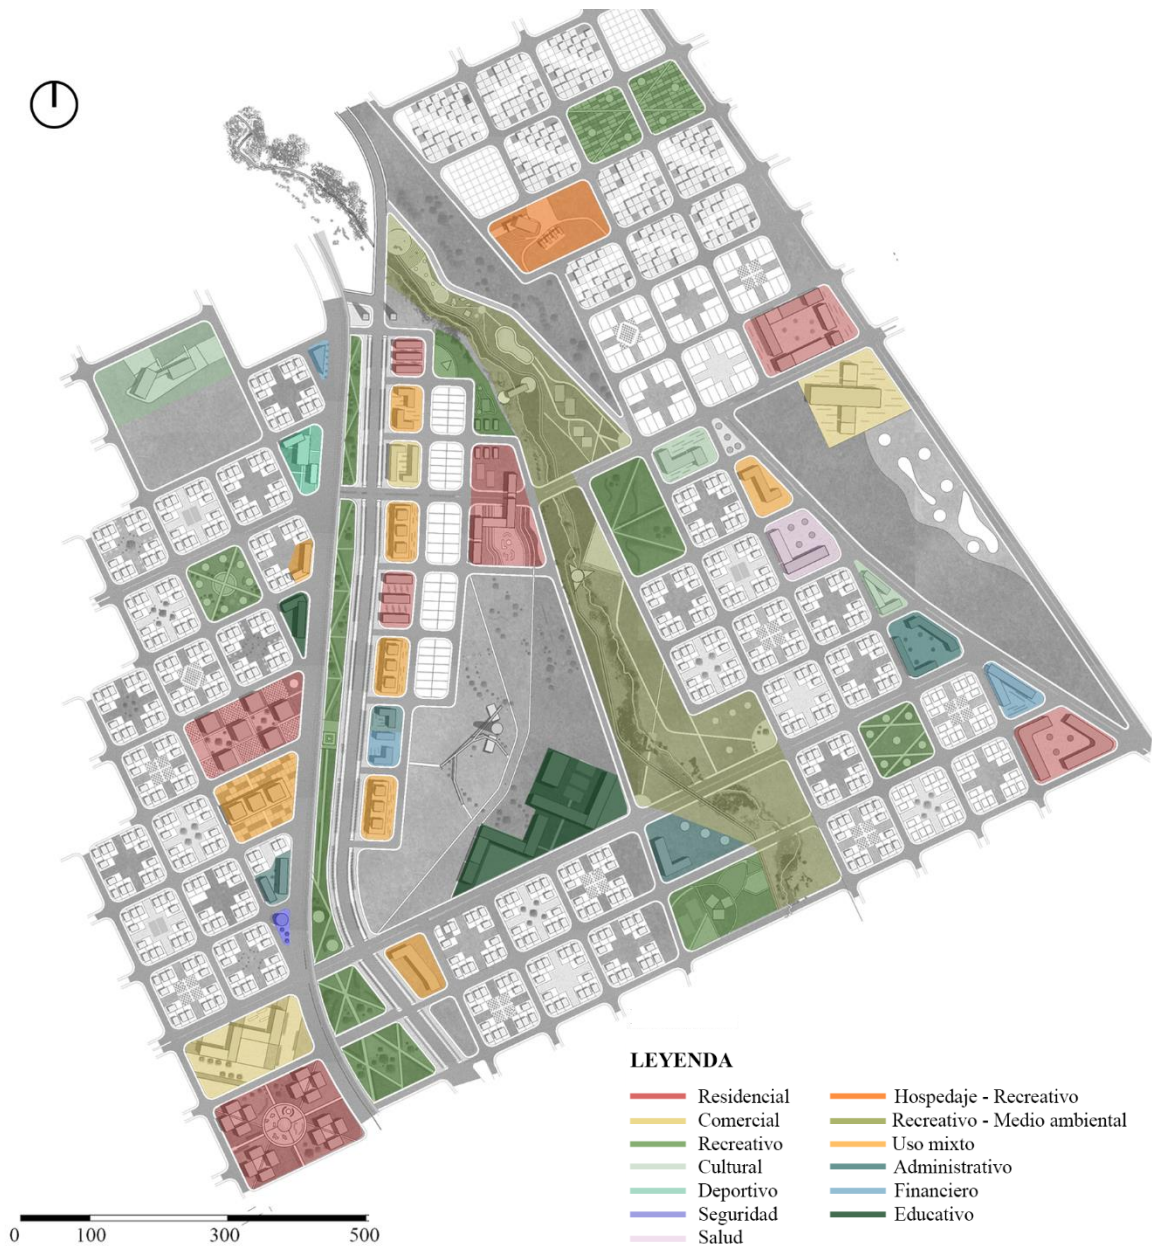 LEYENDA
Residencial
Comercial
Recreativo
Cultural
Deportivo
Seguridad
Salud
Hospedaje - Recreativo
Recreativo - Medio ambiental
Uso mixto
Administrativo
Financiero
Educativo
0 100 300 500